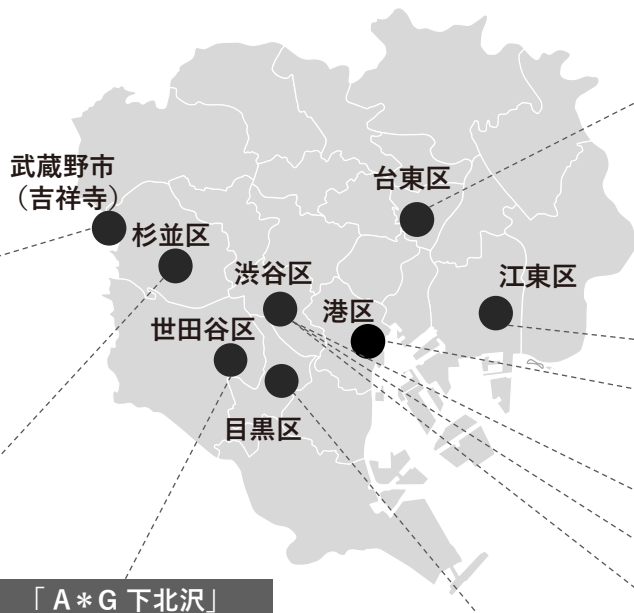 武蔵野市
（吉祥寺）
台東区
杉並区
渋谷区
江東区
港区
世田谷区
目黒区
「A＊G 下北沢」